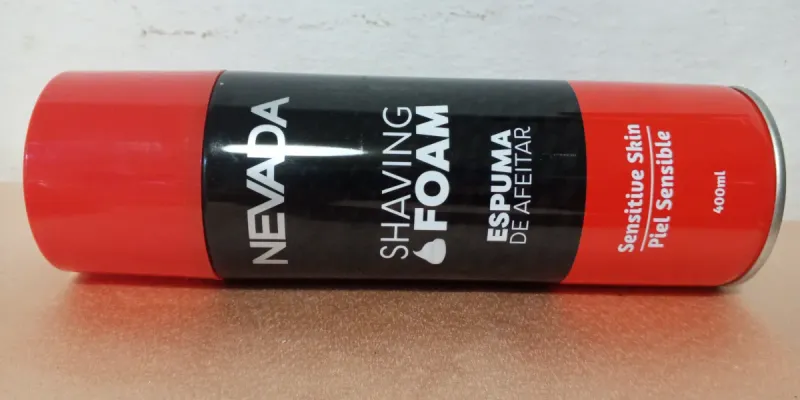 NEVADA
SHAVING
FOAM
ESPUMA
DE AFEITAR
Sensitive Skin
Piel Sensible
400ml